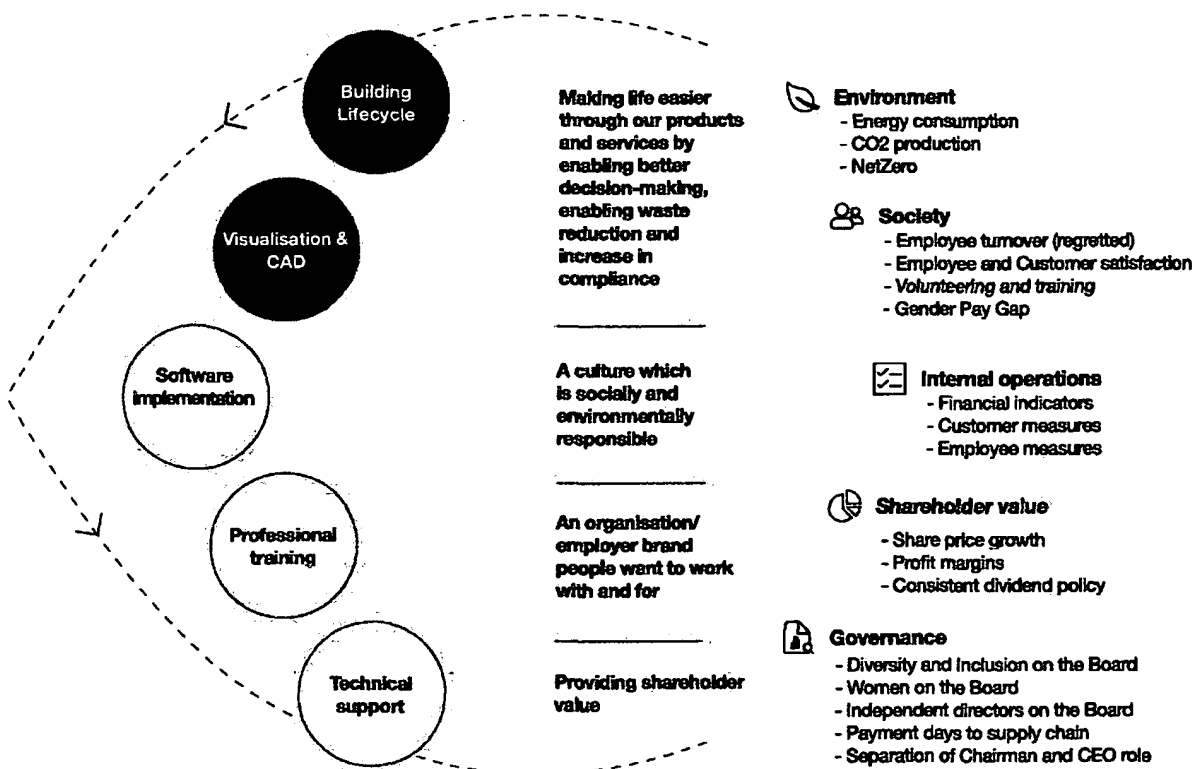 Building
Lifecycle
Visualisation &
CAD
Software
implementation
Professional
training
Technical
support
Making life easier
through our products
and services by
enabling better
decision-making,
enabling waste
reduction and
increase in
compliance
A culture which
is socially and
environmentally
responsible
An organisation/
employer brand
people want to work
with and for
Providing shareholder
value
Environment
- Energy consumption
- CO2 production
- NetZero
Society
- Employee turnover (regretted)
- Employee and Customer satisfaction
- Volunteering and training
- Gender Pay Gap
Internal operations
- Financial indicators
- Customer measures
- Employee measures
Shareholder value
- Share price growth
- Profit margins
- Consistent dividend policy
Governance
- Diversity and Inclusion on the Board
- Women on the Board
- Independent directors on the Board
- Payment days to supply chain
- Separation of Chairman and CEO role